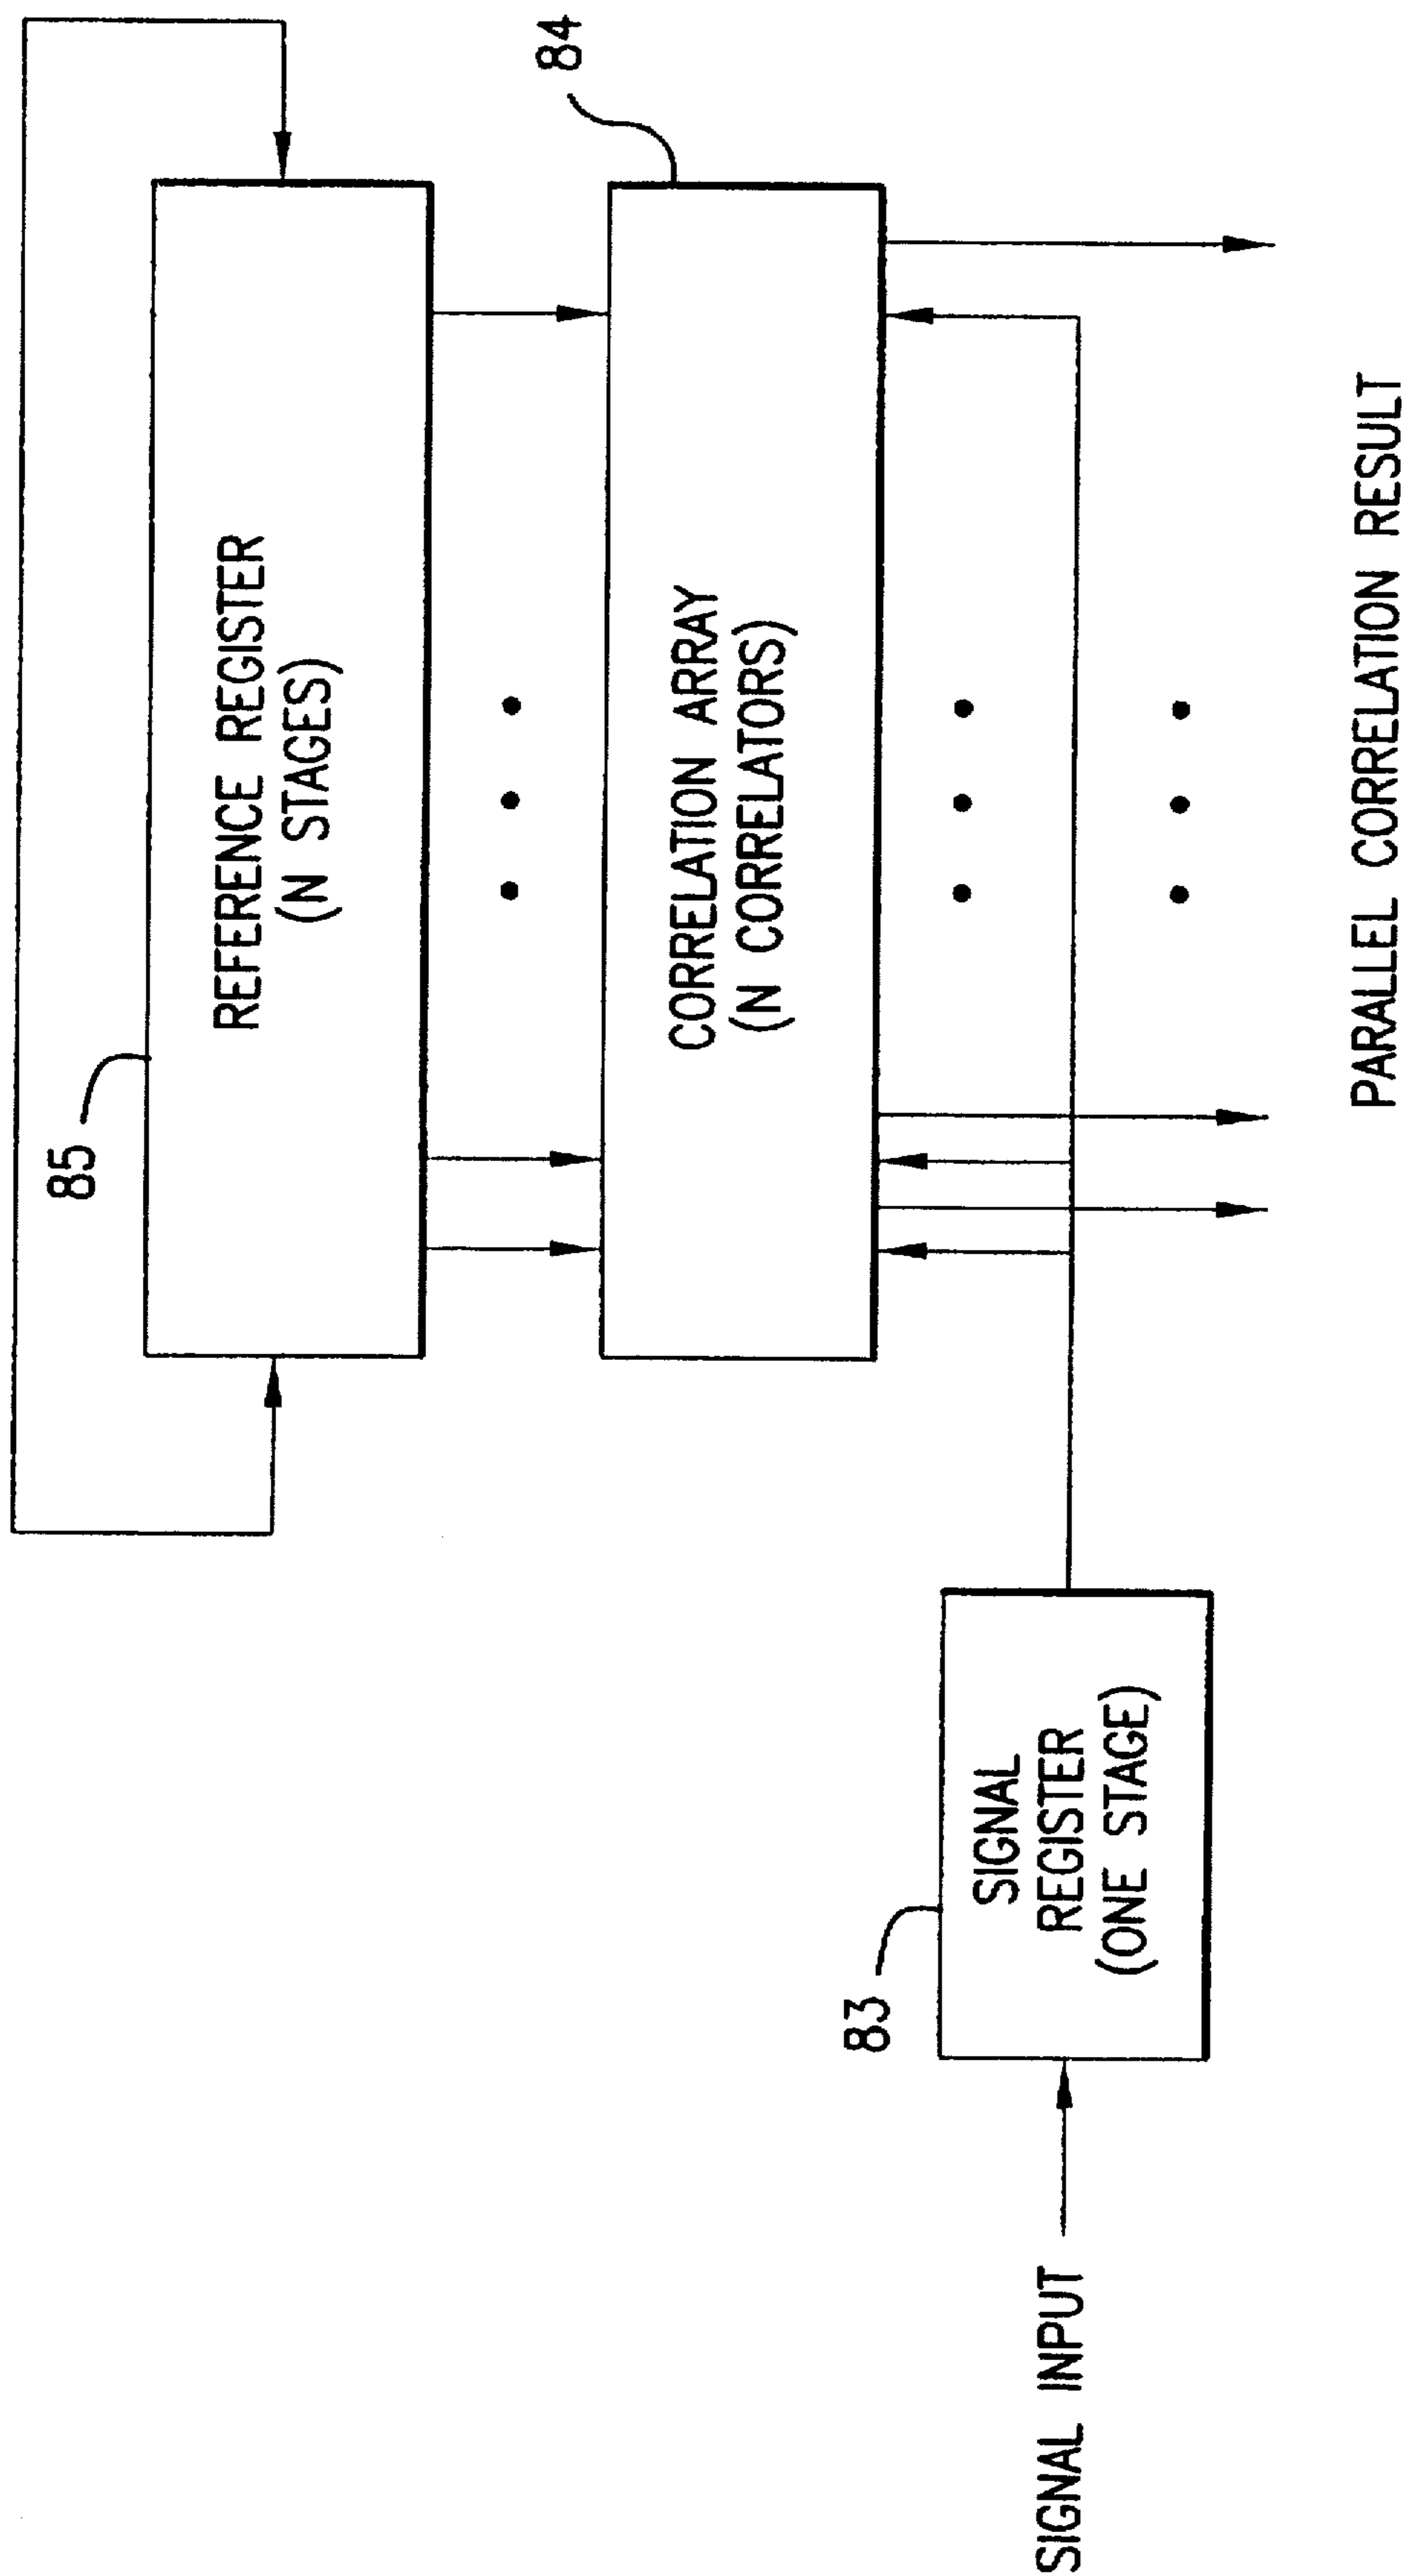 85
REFERENCE REGISTER
(N STAGES)
84
CORRELATION ARRAY
(N CORRELATORS)
83
SIGNAL
REGISTER
(ONE STAGE)
SIGNAL INPUT
PARALLEL CORRELATION RESULT